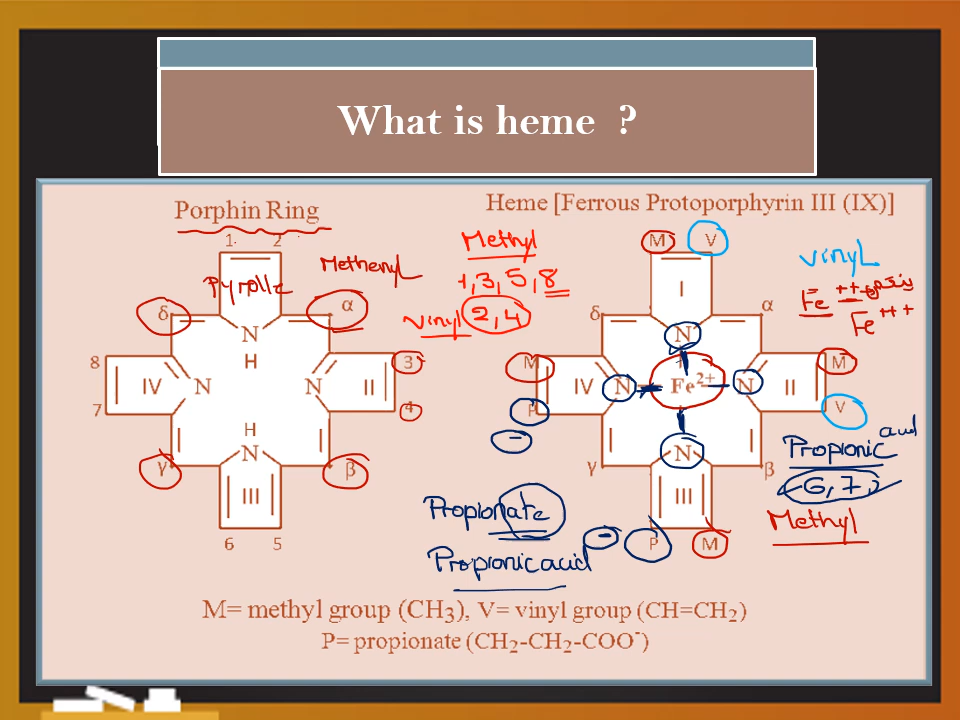 What is heme ?
Porphin Ring
Heme [Ferrous Protoporphyrin III (IX)]
1 2
Methyl
M V
vinyl
Methenyl
Pyrolle
1, 3, 5, 8
Fe++
Fe+++
δ α
vinyl 2, 4
δ α
I
N
N
8 H 3
M Fe2+ M
IV N N II
IV N N II
7 4
P V
H
–
N
N
acid
Propionic
γ β
γ β
6, 7
III
III
Propionate
Methyl
6 5
–
P M
Propionic acid
M= methyl group (CH3), V= vinyl group (CH=CH2)
P= propionate (CH2-CH2-COO-)